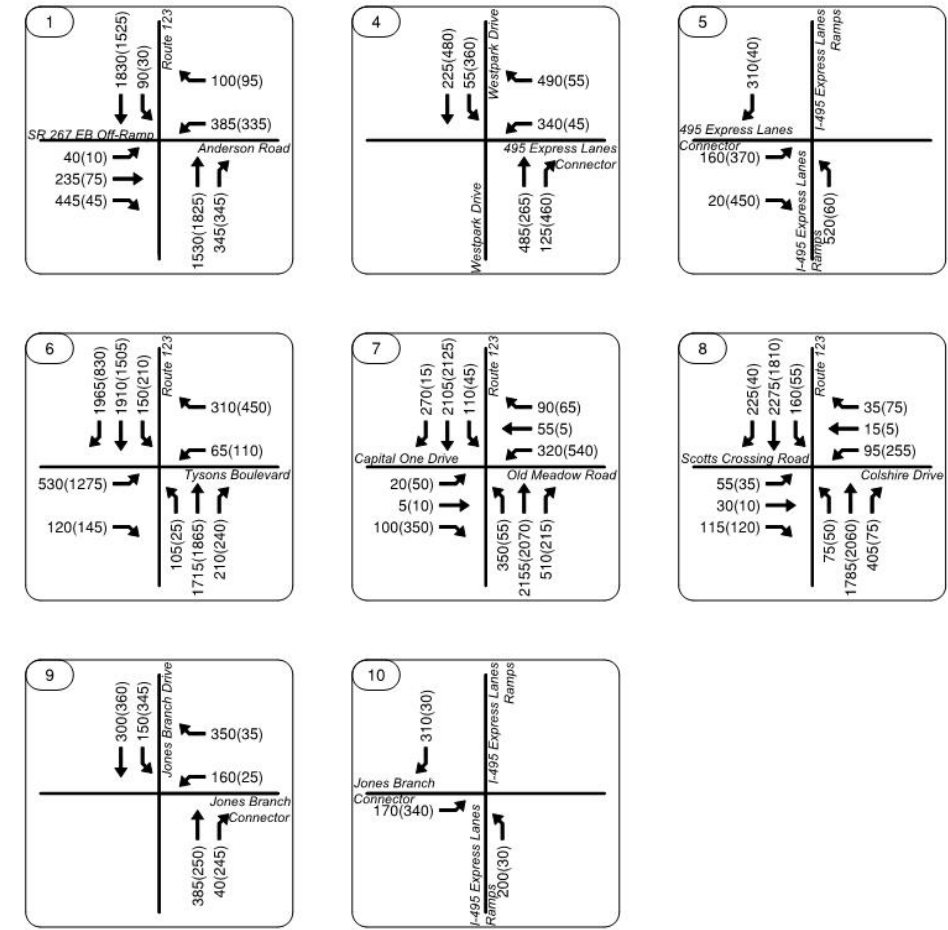 1
1830(1525)
90(30)
Route 123
100(95)
385(335)
SR 267 EB Off-Ramp
Anderson Road
40(10)
235(75)
445(45)
1530(1825)
345(345)
4
225(480)
55(360)
Westpark Drive
490(55)
340(45)
495 Express Lanes
Connector
Westpark Drive
485(265)
125(460)
5
310(40)
I-495 Express Lanes
Ramps
495 Express Lanes
Connector
160(370)
20(450)
I-495 Express Lanes
Ramps
520(60)
6
1965(830)
1910(1505)
150(210)
Route 123
310(450)
65(110)
Tysons Boulevard
530(1275)
120(145)
105(25)
1715(1865)
210(240)
7
270(15)
2105(2125)
110(45)
90(65)
55(5)
320(540)
Capital One Drive
Old Meadow Road
20(50)
5(10)
100(350)
350(55)
2155(2070)
510(215)
Route 123
8
225(40)
2275(1810)
160(55)
Route 123
35(75)
15(5)
95(255)
Scotts Crossing Road
Colshire Drive
55(35)
30(10)
115(120)
75(50)
1785(2060)
405(75)
9
300(360)
150(345)
Jones Branch Drive
350(35)
160(25)
Jones Branch
Connector
385(250)
40(245)
10
310(30)
I-495 Express Lanes
Ramps
Jones Branch
Connector
170(340)
I-495 Express Lanes
Ramps
200(30)